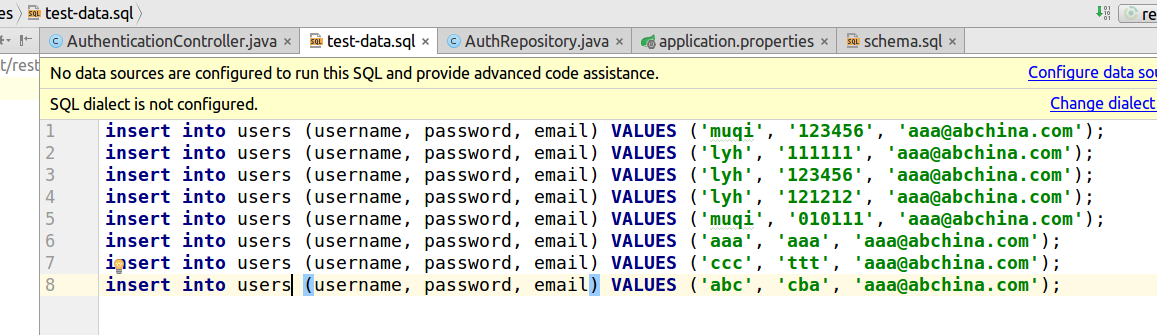 es test-data.sql re
AuthenticationController.java test-data.sql AuthRepository.java application.properties schema.sql
t/rest
No data sources are configured to run this SQL and provide advanced code assistance. Configure data sou
SQL dialect is not configured. Change dialect
1 insert into users (username, password, email) VALUES ('muqi', '123456', 'aaa@abchina.com');
2 insert into users (username, password, email) VALUES ('lyh', '111111', 'aaa@abchina.com');
3 insert into users (username, password, email) VALUES ('lyh', '123456', 'aaa@abchina.com');
4 insert into users (username, password, email) VALUES ('lyh', '121212', 'aaa@abchina.com');
5 insert into users (username, password, email) VALUES ('muqi', '010111', 'aaa@abchina.com');
6 insert into users (username, password, email) VALUES ('aaa', 'aaa', 'aaa@abchina.com');
7 insert into users (username, password, email) VALUES ('ccc', 'ttt', 'aaa@abchina.com');
8 insert into users (username, password, email) VALUES ('abc', 'cba', 'aaa@abchina.com');